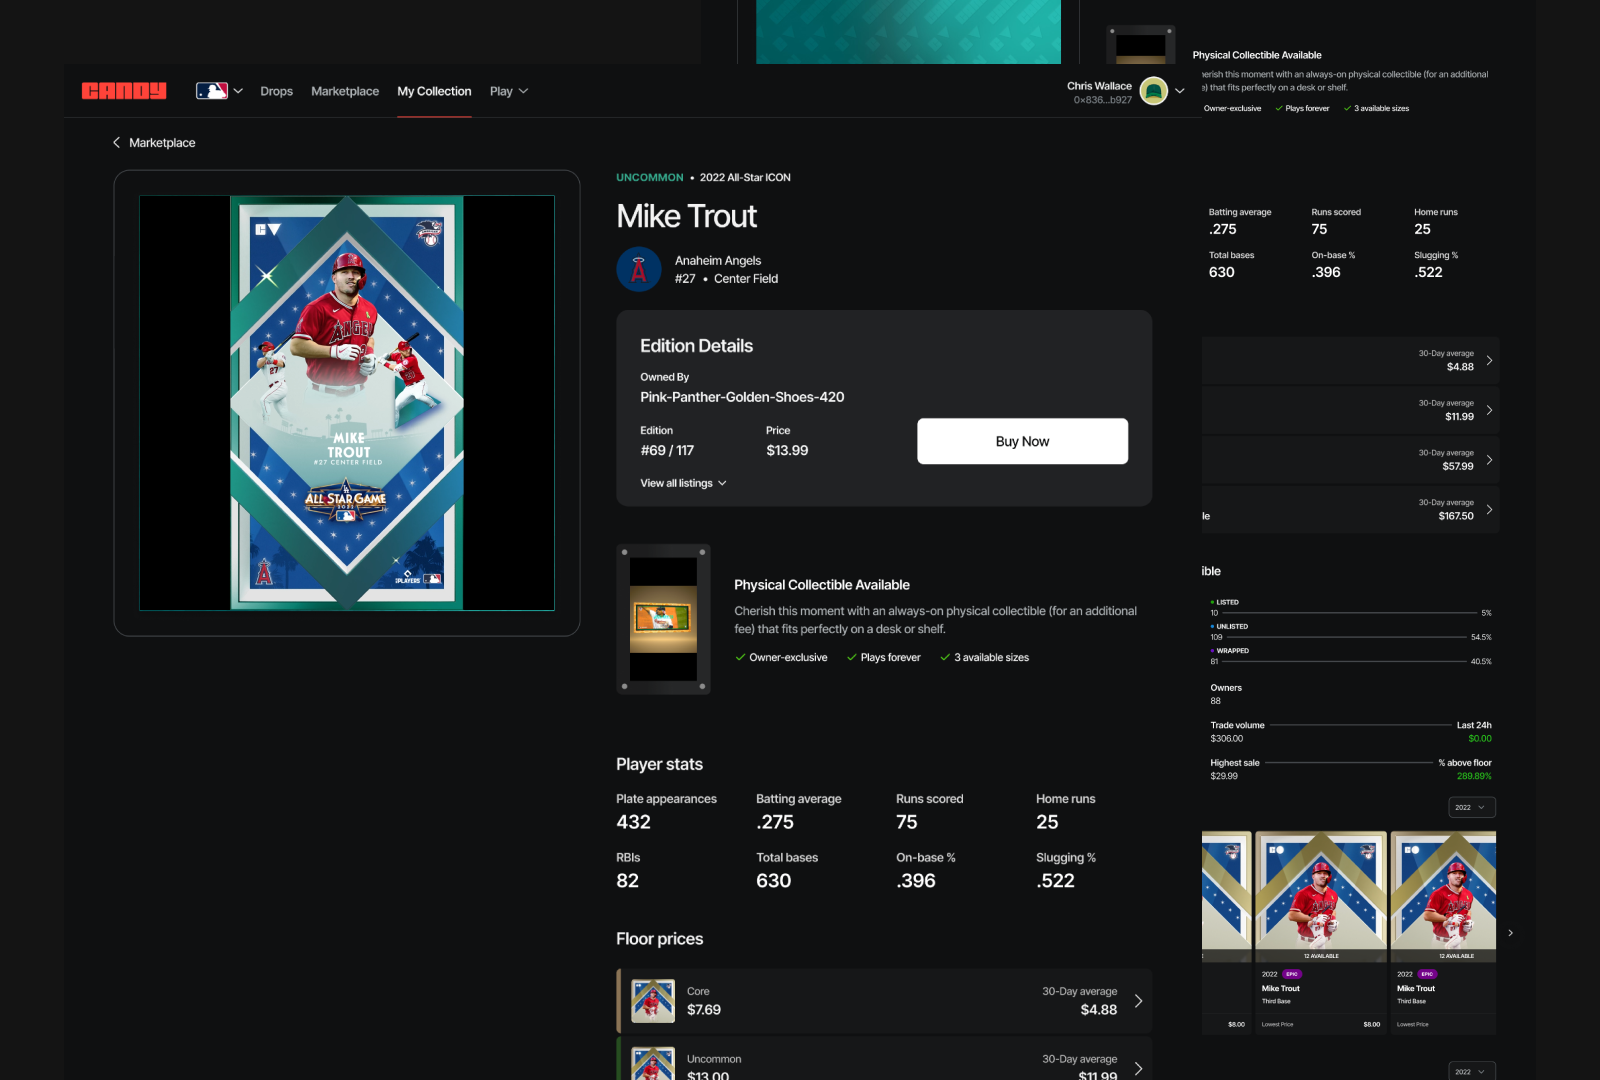 Physical Collectible Available
erish this moment with an always-on physical collectible (for an additional
e) that fits perfectly on a desk or shelf.
Owner-exclusive Plays forever 3 available sizes
CANDY
Drops Marketplace My Collection Play
Chris Wallace
0×836...b927
Marketplace
MIKE
TROUT
#27 CENTER FIELD
ALL STAR GAME
2022
ANGE
27
PLAYERS
UNCOMMON • 2022 All-Star ICON
Mike Trout
Anaheim Angels
#27 • Center Field
Edition Details
Owned By
Pink-Panther-Golden-Shoes-420
Edition Price
#69 / 117 $13.99
Buy Now
View all listings
Physical Collectible Available
Cherish this moment with an always-on physical collectible (for an additional
fee) that fits perfectly on a desk or shelf.
Owner-exclusive Plays forever 3 available sizes
Player stats
Plate appearances Batting average Runs scored Home runs
432 .275 75 25
RBIs Total bases On-base % Slugging %
82 630 .396 .522
Floor prices
Core 30-Day average
$7.69 $4.88
Uncommon 30-Day average
$13.00 $11.99
Batting average Runs scored Home runs
.275 75 25
Total bases On-base % Slugging %
630 .396 .522
30-Day average
$4.88
30-Day average
$11.99
30-Day average
$57.99
30-Day average
le $167.50
ible
LISTED
10 5%
UNLISTED
109 54.5%
WRAPPED
81 40.5%
Owners
88
Trade volume Last 24h
$306.00 $0.00
Highest sale % above floor
$29.99 289.89%
2022
12 AVAILABLE 12 AVAILABLE
2022 EPIC 2022 EPIC
Mike Trout Mike Trout
Third Base Third Base
$8.00 Lowest Price $8.00 Lowest Price
2022